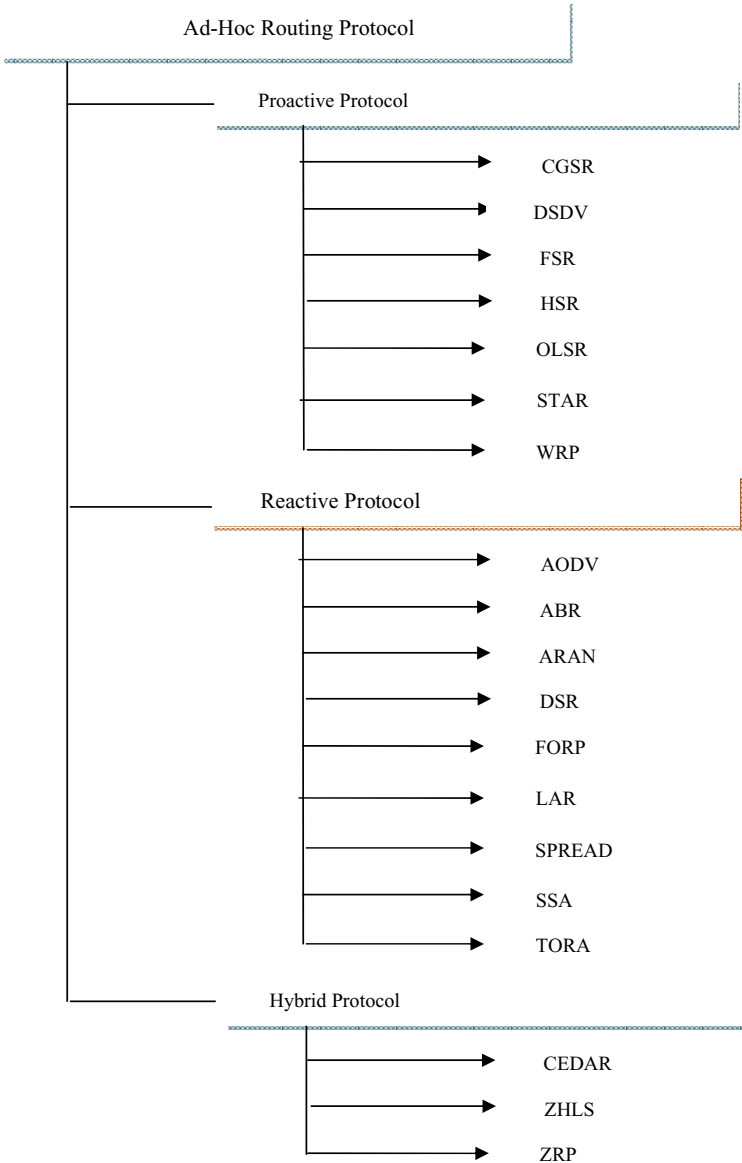 Ad-Hoc Routing Protocol
Proactive Protocol
CGSR
DSDV
FSR
HSR
OLSR
STAR
WRP
Reactive Protocol
AODV
ABR
ARAN
DSR
FORP
LAR
SPREAD
SSA
TORA
Hybrid Protocol
CEDAR
ZHLS
ZRP